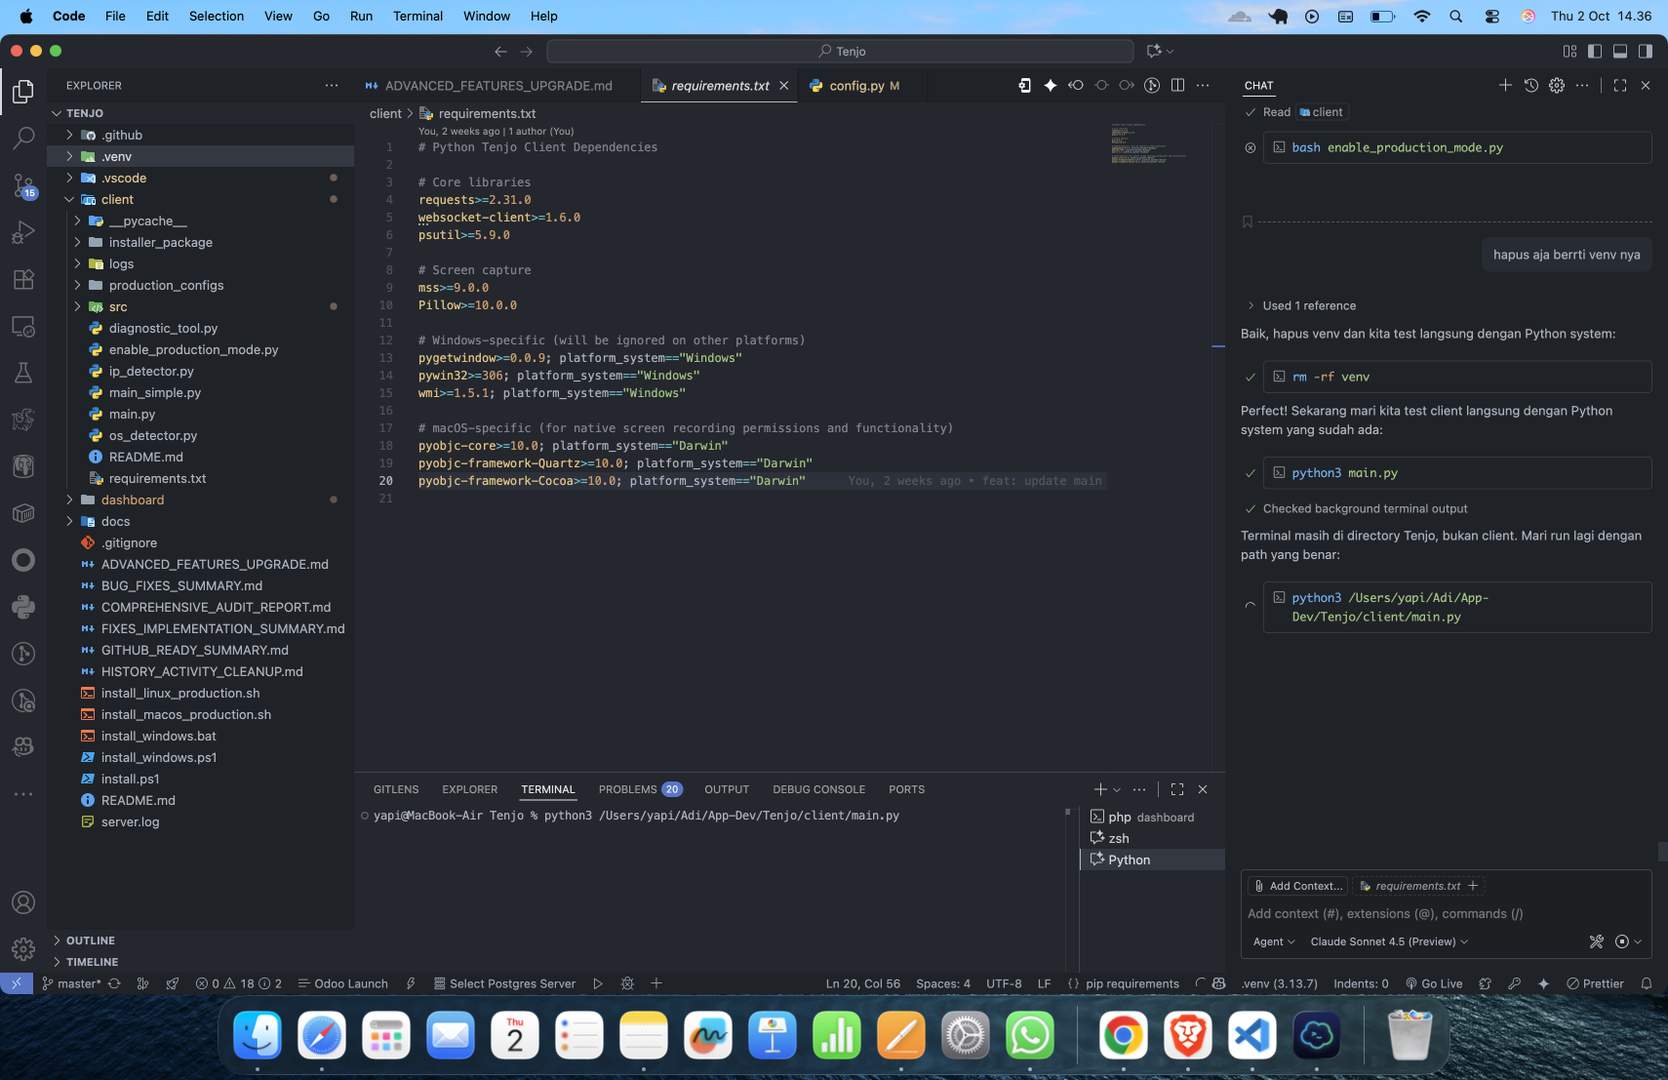 Code File Edit Selection View Go Run Terminal Window Help
Thu 2 Oct 14.36
Tenjo
EXPLORER
TENJO
.github
.venv
.vscode
client
__pycache__
installer_package
logs
production_configs
src
diagnostic_tool.py
enable_production_mode.py
ip_detector.py
main_simple.py
main.py
os_detector.py
README.md
requirements.txt
dashboard
docs
.gitignore
ADVANCED_FEATURES_UPGRADE.md
BUG_FIXES_SUMMARY.md
COMPREHENSIVE_AUDIT_REPORT.md
FIXES_IMPLEMENTATION_SUMMARY.md
GITHUB_READY_SUMMARY.md
HISTORY_ACTIVITY_CLEANUP.md
install_linux_production.sh
install_macos_production.sh
install_windows.bat
install_windows.ps1
install.ps1
README.md
server.log
OUTLINE
TIMELINE
15
ADVANCED_FEATURES_UPGRADE.md
requirements.txt
config.py M
client > requirements.txt
You, 2 weeks ago | 1 author (You)
1 # Python Tenjo Client Dependencies
2
3 # Core libraries
4 requests>=2.31.0
5 websocket-client>=1.6.0
6 psutil>=5.9.0
7
8 # Screen capture
9 mss>=9.0.0
10 Pillow>=10.0.0
11
12 # Windows-specific (will be ignored on other platforms)
13 pygetwindow>=0.0.9; platform_system=="Windows"
14 pywin32>=306; platform_system=="Windows"
15 wmi>=1.5.1; platform_system=="Windows"
16
17 # macOS-specific (for native screen recording permissions and functionality)
18 pyobjc-core>=10.0; platform_system=="Darwin"
19 pyobjc-framework-Quartz>=10.0; platform_system=="Darwin"
20 pyobjc-framework-Cocoa>=10.0; platform_system=="Darwin" You, 2 weeks ago • feat: update main
21
GITLENS EXPLORER TERMINAL PROBLEMS 20 OUTPUT DEBUG CONSOLE PORTS
yapi@MacBook-Air Tenjo % python3 /Users/yapi/Adi/App-Dev/Tenjo/client/main.py
php dashboard
zsh
Python
CHAT
Read client
bash enable_production_mode.py
hapus aja berrti venv nya
Used 1 reference
Baik, hapus venv dan kita test langsung dengan Python system:
rm -rf venv
Perfect! Sekarang mari kita test client langsung dengan Python
system yang sudah ada:
python3 main.py
Checked background terminal output
Terminal masih di directory Tenjo, bukan client. Mari run lagi dengan
path yang benar:
python3 /Users/yapi/Adi/App-
Dev/Tenjo/client/main.py
Add Context...
requirements.txt
Add context (#), extensions (@), commands (/)
Agent
Claude Sonnet 4.5 (Preview)
master* 0 18 2 Odoo Launch Select Postgres Server
Ln 20, Col 56 Spaces: 4 UTF-8 LF pip requirements .venv (3.13.7) Indents: 0 Go Live Prettier
Thu
2